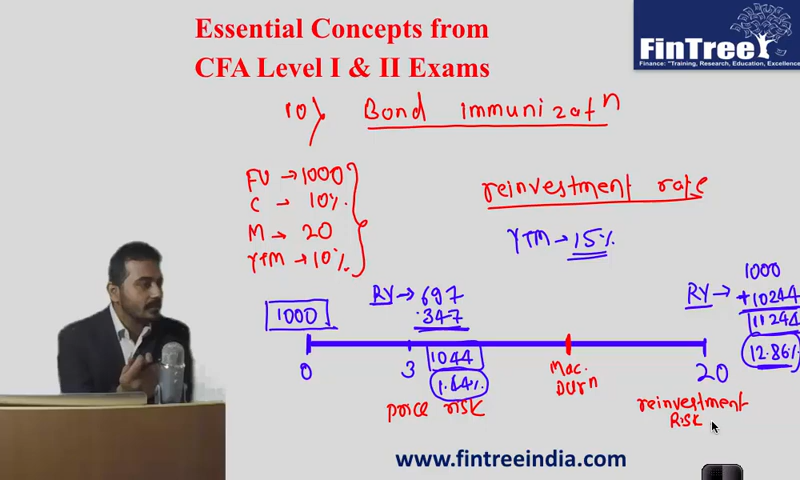 Essential Concepts from
CFA Level I & II Exams
FinTree
Finance: "Training, Research, Education, Excellence
10) Bond immunizatn
FV → 1000
C → 10%
M → 20
YTM → 10%
reinvestment rate
YTM → 15%
1000
RY → 697
347
1044
1.44%
0
3
price risk
Mac.
Durn
1000
RY → +10244
11244
12.86%
20
reinvestment
Risk
www.fintreeindia.com